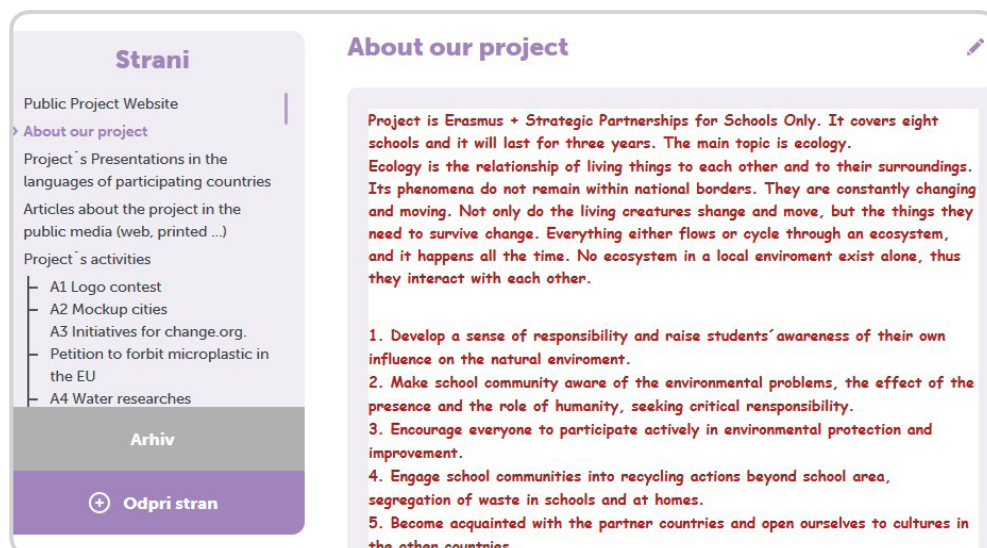 Strani
Public Project Website
› About our project
Project´s Presentations in the
languages of participating countries
Articles about the project in the
public media (web, printed ...)
Project´s activities
A1 Logo contest
A2 Mockup cities
A3 Initiatives for change.org.
Petition to forbit microplastic in
the EU
A4 Water researches
Arhiv
Odpri stran
About our project
Project is Erasmus + Strategic Partnerships for Schools Only. It covers eight
schools and it will last for three years. The main topic is ecology.
Ecology is the relationship of living things to each other and to their surroundings.
Its phenomena do not remain within national borders. They are constantly changing
and moving. Not only do the living creatures shange and move, but the things they
need to survive change. Everything either flows or cycle through an ecosystem,
and it happens all the time. No ecosystem in a local enviroment exist alone, thus
they interact with each other.
1. Develop a sense of responsibility and raise students´awareness of their own
influence on the natural enviroment.
2. Make school community aware of the environmental problems, the effect of the
presence and the role of humanity, seeking critical rensponsibility.
3. Encourage everyone to participate actively in environmental protection and
improvement.
4. Engage school communities into recycling actions beyond school area,
segregation of waste in schools and at homes.
5. Become acquainted with the partner countries and open ourselves to cultures in
the other countries